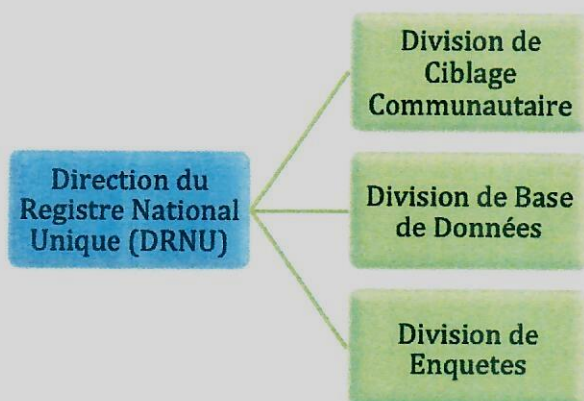 Division de
Ciblage
Communautaire
Direction du
Registre National
Unique (DRNU)
Division de Base
de Données
Division de
Enquetes